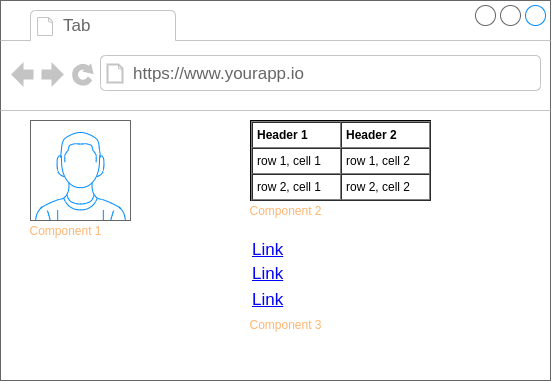 Tab
https://www.yourapp.io
Component 1
Header 1 Header 2
row 1, cell 1 row 1, cell 2
row 2, cell 1 row 2, cell 2
Component 2
Link
Link
Link
Component 3